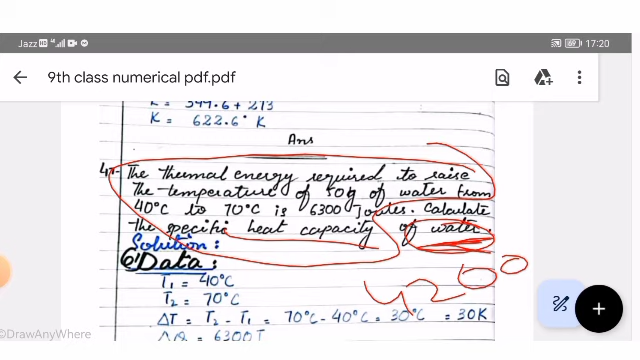 Jazz HD 4G 69 17:20
9th class numerical pdf.pdf
K = 349.6 + 273
K = 622.6° K
Ans
4:- The thermal energy required to raise
The temperature of 50g of water from
40°C to 70°C is 6300 Joules. Calculate
the specific heat capacity of water.
Solution:
Data:
T₁ = 40°C
T₂ = 70°C
ΔT = T₂ - T₁ = 70°C - 40°C = 30°C = 30K
ΔQ = 6300 J
4200
©DrawAnyWhere